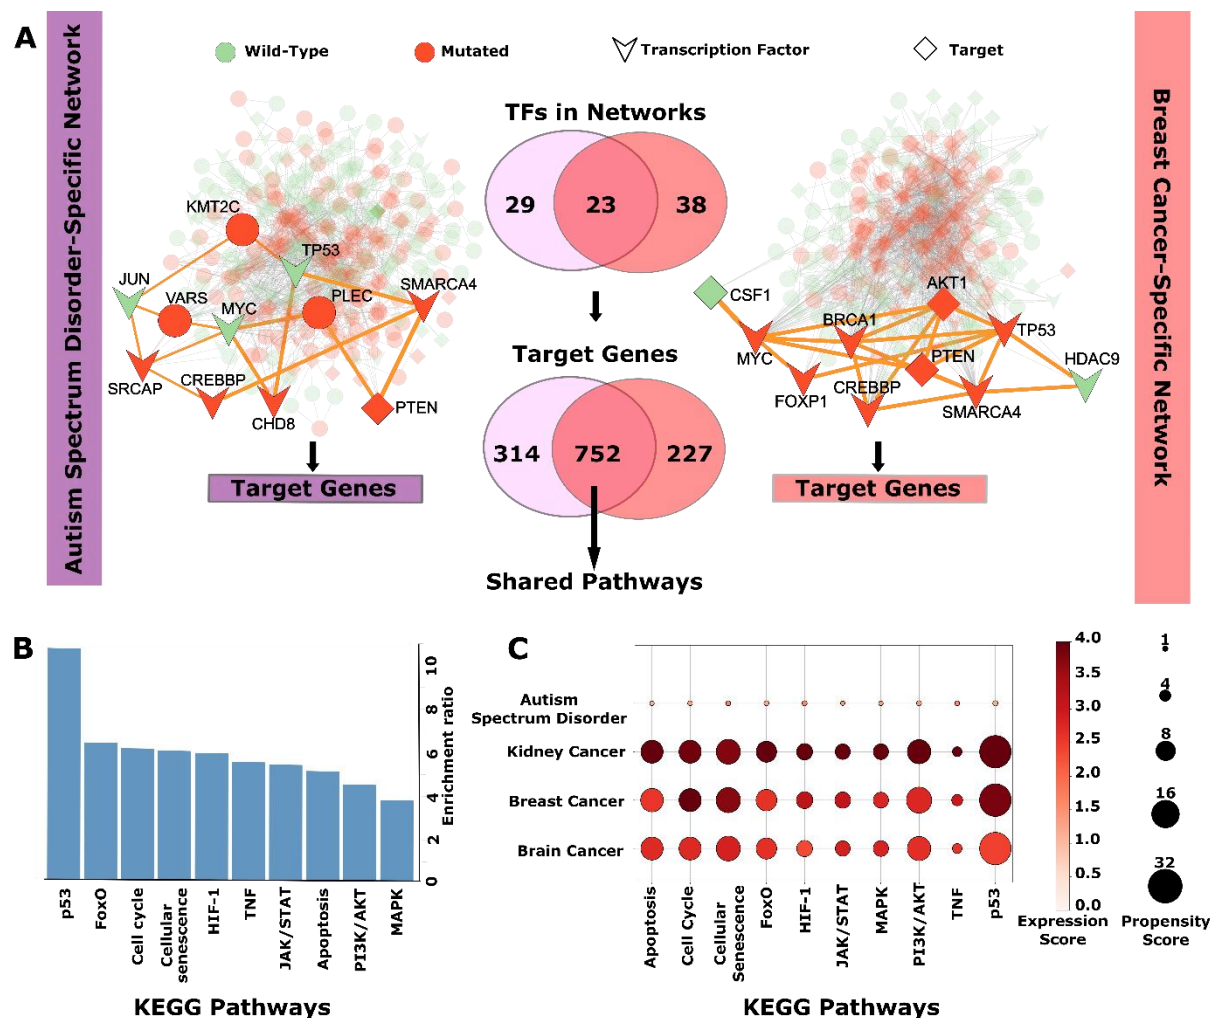 A
Autism Spectrum Disorder-Specific Network
Wild-Type
Mutated
Transcription Factor
Target
Breast Cancer-Specific Network
TFs in Networks
29
23
38
KMT2C
TP53
JUN
VARS
MYC
PLEC
SMARCA4
SRCAP
CREBBP
CHD8
PTEN
Target Genes
Target Genes
314
752
227
Shared Pathways
CSF1
AKT1
BRCA1
TP53
MYC
PTEN
HDAC9
FOXP1
CREBBP
SMARCA4
Target Genes
B
10
8
6
4
2
0
Enrichment ratio
p53
FoxO
Cell cycle
Cellular
senescence
HIF-1
TNF
JAK/STAT
Apoptosis
PI3K/AKT
MAPK
KEGG Pathways
C
Autism
Spectrum Disorder
Kidney Cancer
Breast Cancer
Brain Cancer
Apoptosis
Cell Cycle
Cellular
Senescence
FoxO
HIF-1
JAK/STAT
MAPK
PI3K/AKT
TNF
p53
KEGG Pathways
4.0
3.5
3.0
2.5
2.0
1.5
1.0
0.5
0.0
Expression
Score
1
4
8
16
32
Propensity
Score